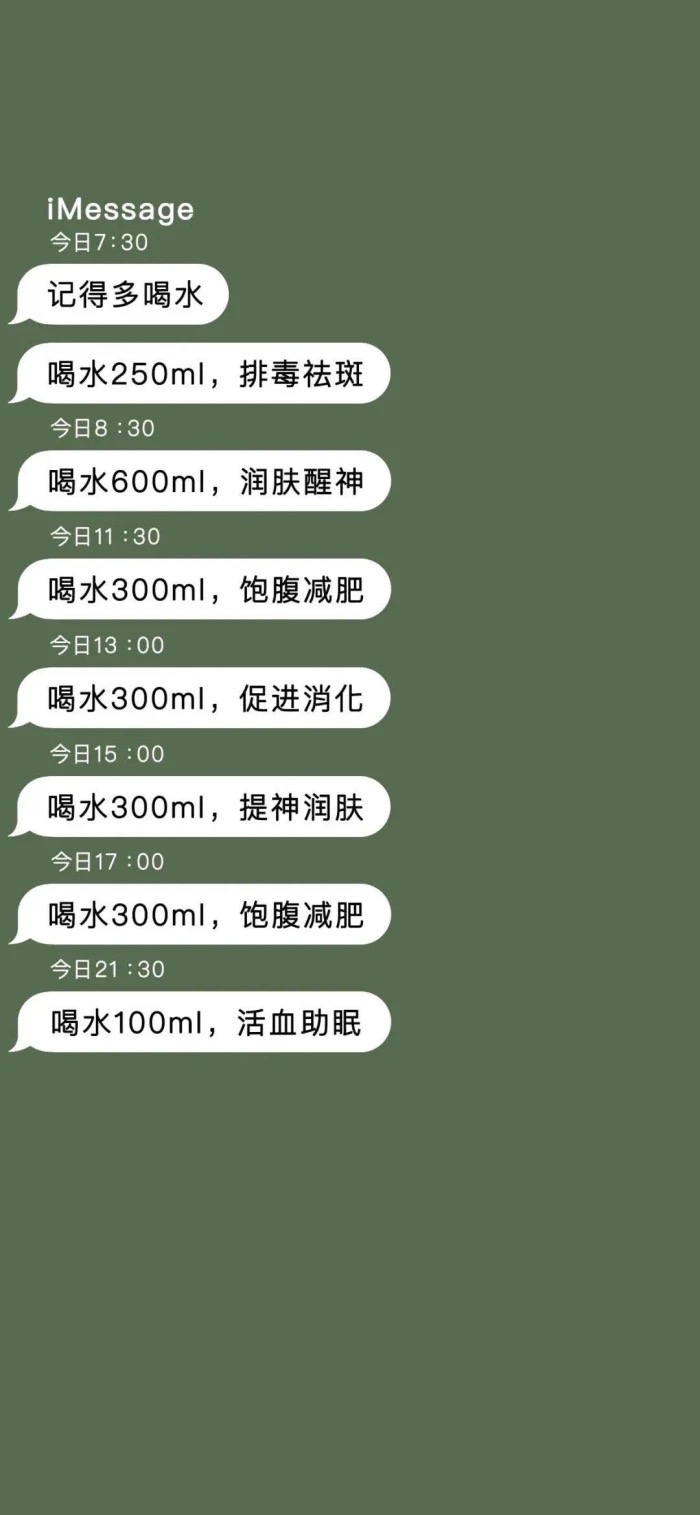 iMessage
今日7:30
记得多喝水
喝水250ml，排毒祛斑
今日8 :30
喝水600ml，润肤醒神
今日11 :30
喝水300ml，饱腹减肥
今日13 :00
喝水300ml，促进消化
今日15 :00
喝水300ml，提神润肤
今日17 :00
喝水300ml，饱腹减肥
今日21 :30
喝水100ml，活血助眠